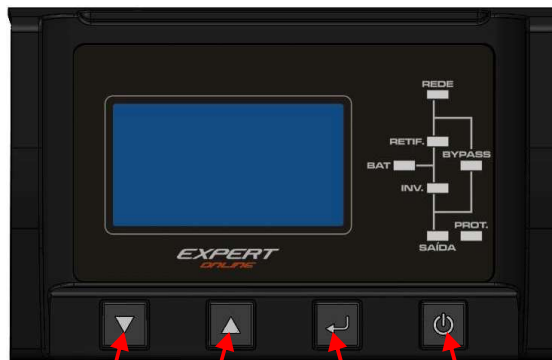 REDE
RETIF.
BAT
BYPASS
INV.
PROT.
SAÍDA
EXPERT
ONLINE